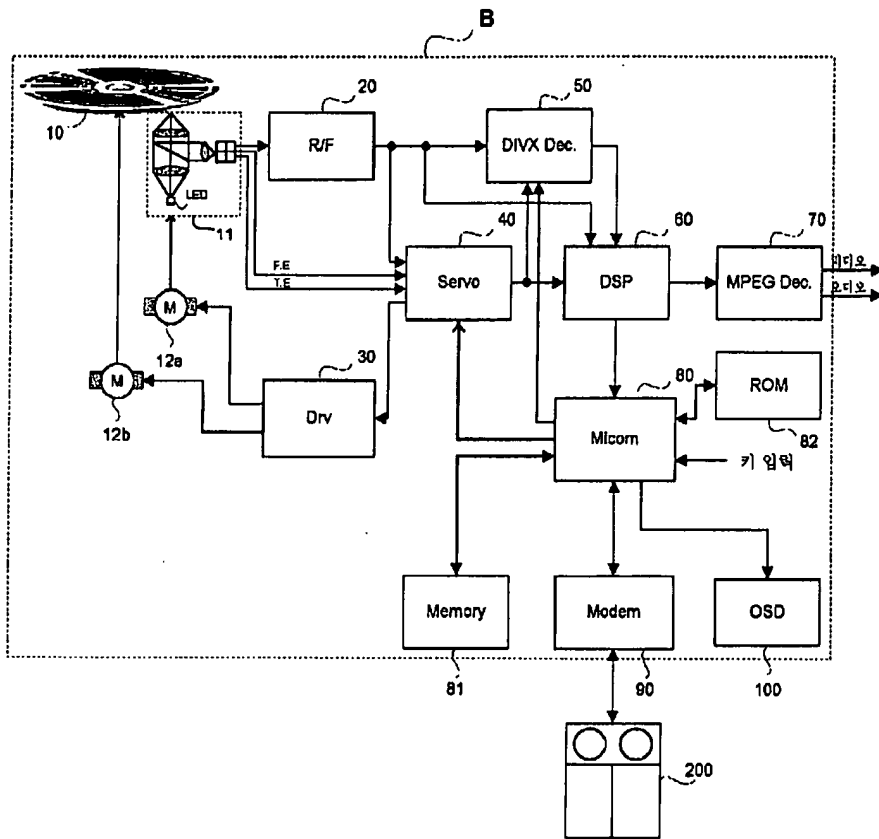 B
10
20
R/F
50
DIVX Dec.
LED
11
F.E
T.E
40
Servo
60
DSP
70
MPEG Dec.
비디오
오디오
M
12a
M
12b
30
Drv
80
Micom
ROM
82
키 입력
Memory
81
Modem
90
OSD
100
200